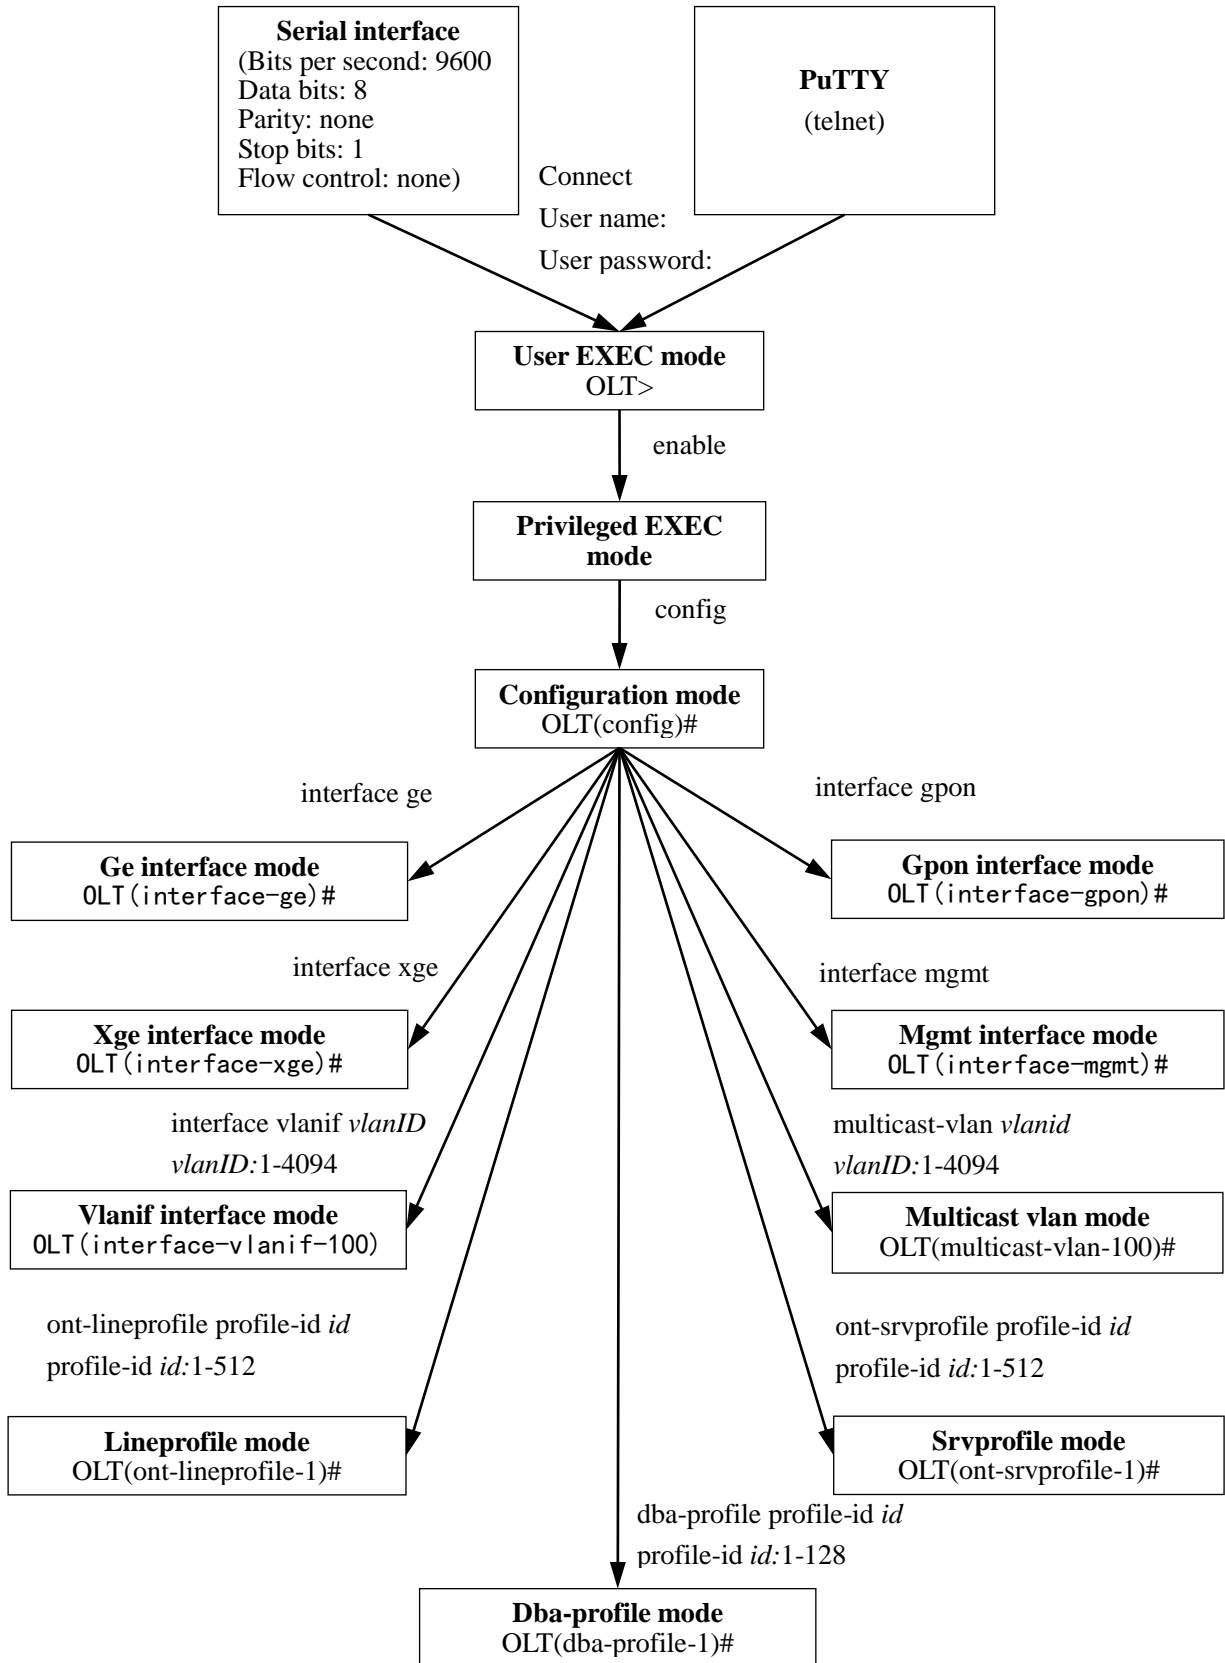 Serial interface
(Bits per second: 9600
Data bits: 8
Parity: none
Stop bits: 1
Flow control: none)
PuTTY
(telnet)
Connect
User name:
User password:
User EXEC mode
OLT>
enable
Privileged EXEC
mode
config
Configuration mode
OLT(config)#
interface ge
interface gpon
Ge interface mode
OLT(interface-ge)#
Gpon interface mode
OLT(interface-gpon)#
interface xge
interface mgmt
Xge interface mode
OLT(interface-xge)#
Mgmt interface mode
OLT(interface-mgmt)#
interface vlanif vlanID
vlanID:1-4094
multicast-vlan vlanid
vlanID:1-4094
Vlanif interface mode
OLT(interface-vlanif-100)
Multicast vlan mode
OLT(multicast-vlan-100)#
ont-lineprofile profile-id id
profile-id id:1-512
ont-srvprofile profile-id id
profile-id id:1-512
Lineprofile mode
OLT(ont-lineprofile-1)#
Srvprofile mode
OLT(ont-srvprofile-1)#
dba-profile profile-id id
profile-id id:1-128
Dba-profile mode
OLT(dba-profile-1)#